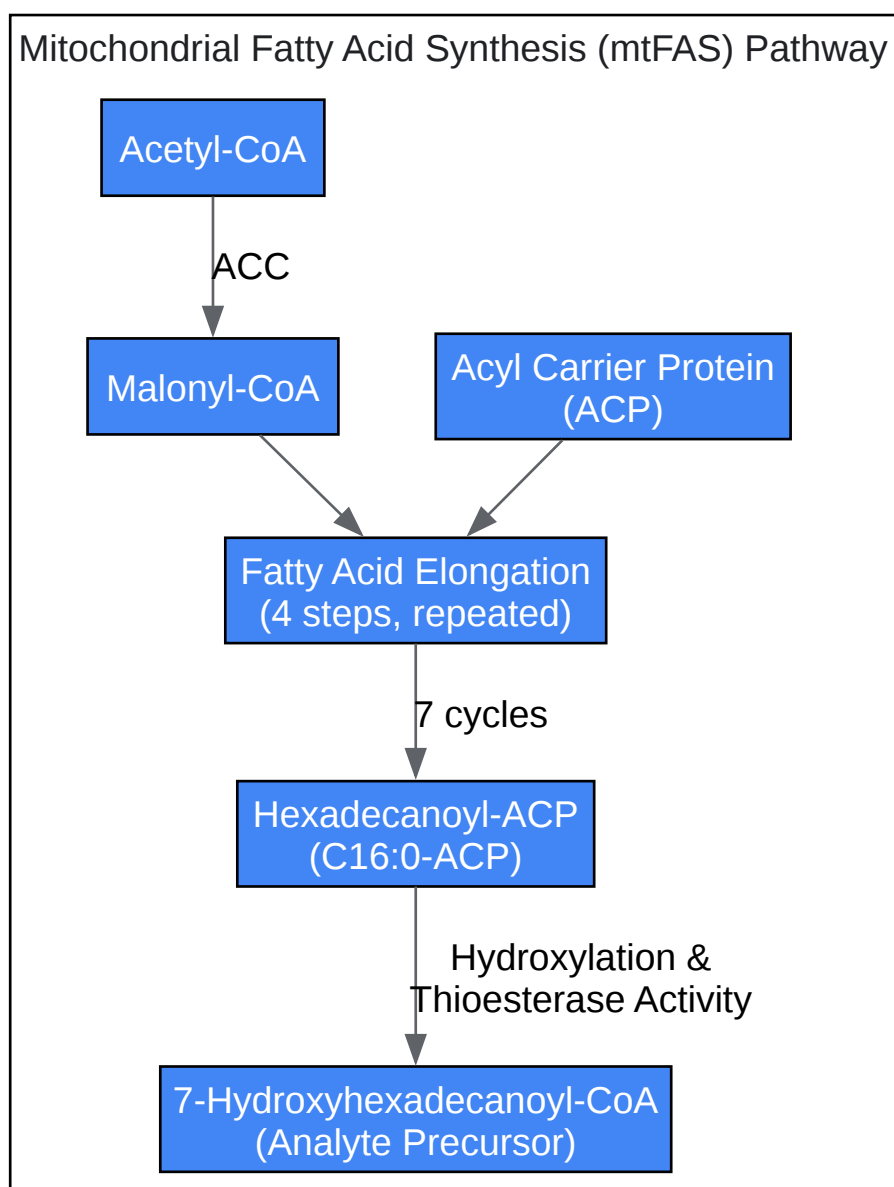 Mitochondrial Fatty Acid Synthesis (mtFAS) Pathway
Acetyl-CoA
ACC
Malonyl-CoA
Acyl Carrier Protein
(ACP)
Fatty Acid Elongation
(4 steps, repeated)
7 cycles
Hexadecanoyl-ACP
(C16:0-ACP)
Hydroxylation &
Thioesterase Activity
7-Hydroxyhexadecanoyl-CoA
(Analyte Precursor)